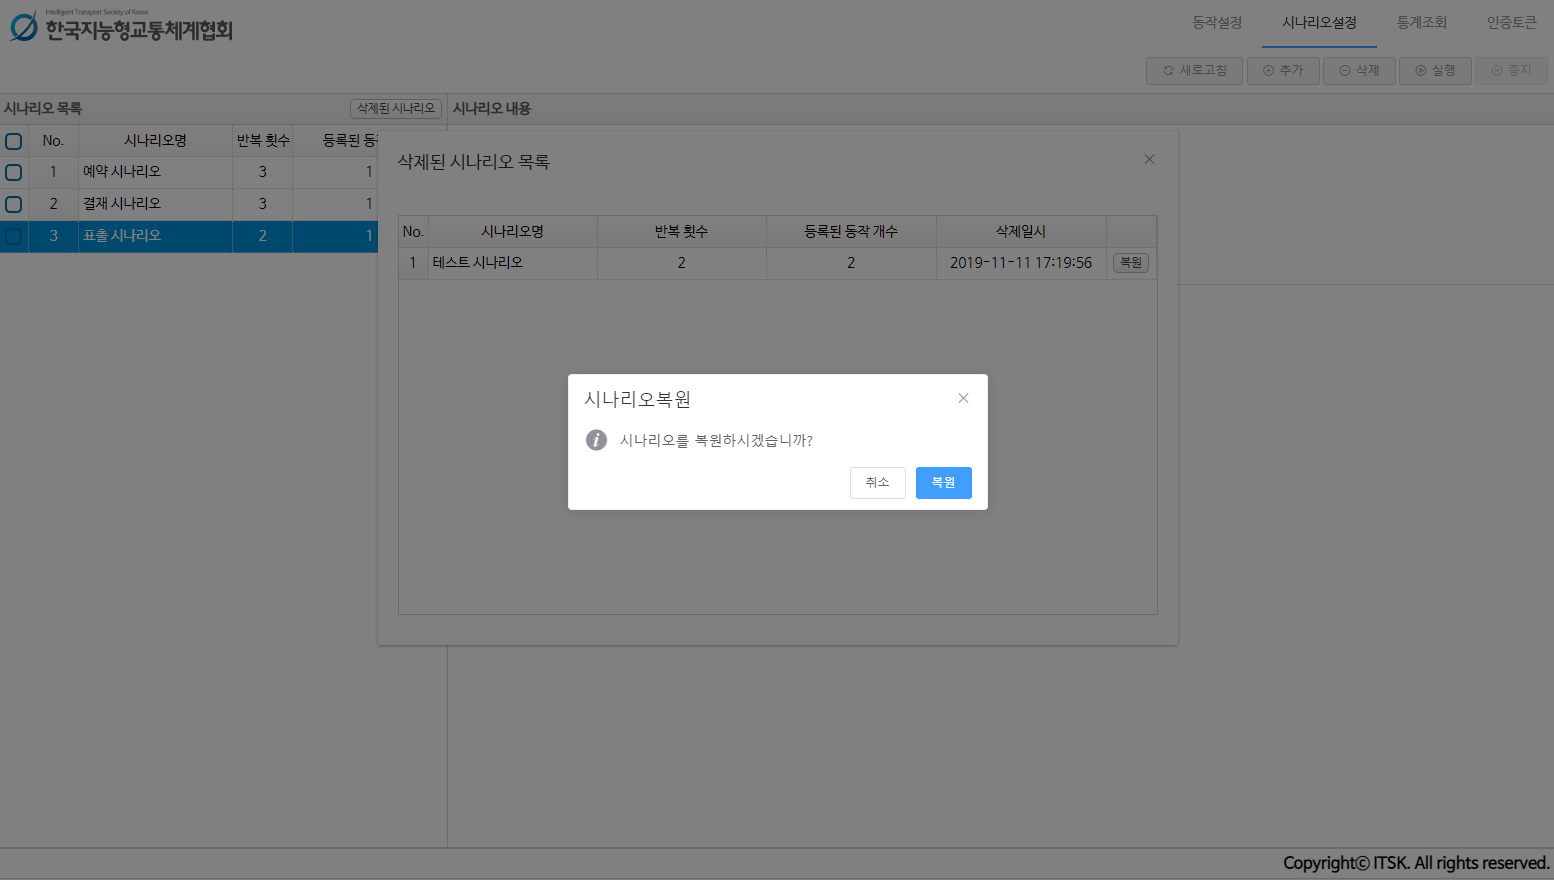 Intelligent Transport Society of Korea
한국지능형교통체계협회
동작설정 시나리오설정 통계조회 인증토큰
새로고침 추가 삭제 실행 중지
시나리오 목록 삭제된 시나리오 시나리오 내용
No. 시나리오명 반복 횟수 등록된
1 예약 시나리오 3 1
2 결재 시나리오 3 1
3 표출 시나리오 2 1
삭제된 시나리오 목록
No. 시나리오명 반복 횟수 등록된 동작 개수 삭제일시
1 테스트 시나리오 2 2 2019-11-11 17:19:56 복원
시나리오복원
시나리오를 복원하시겠습니까?
취소 복원
Copyright© ITSK. All rights reserved.